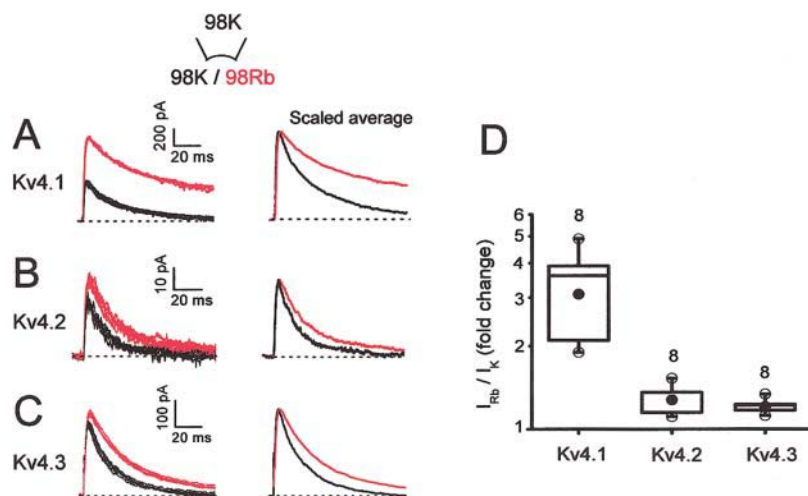 98K
98K / 98Rb
A
Scaled average
D
200 pA
20 ms
Kv4.1
B
10 pA
20 ms
Kv4.2
C
100 pA
20 ms
Kv4.3
I_Rb / I_K (fold change)
6
5
4
3
2
1
8
8
8
Kv4.1 Kv4.2 Kv4.3